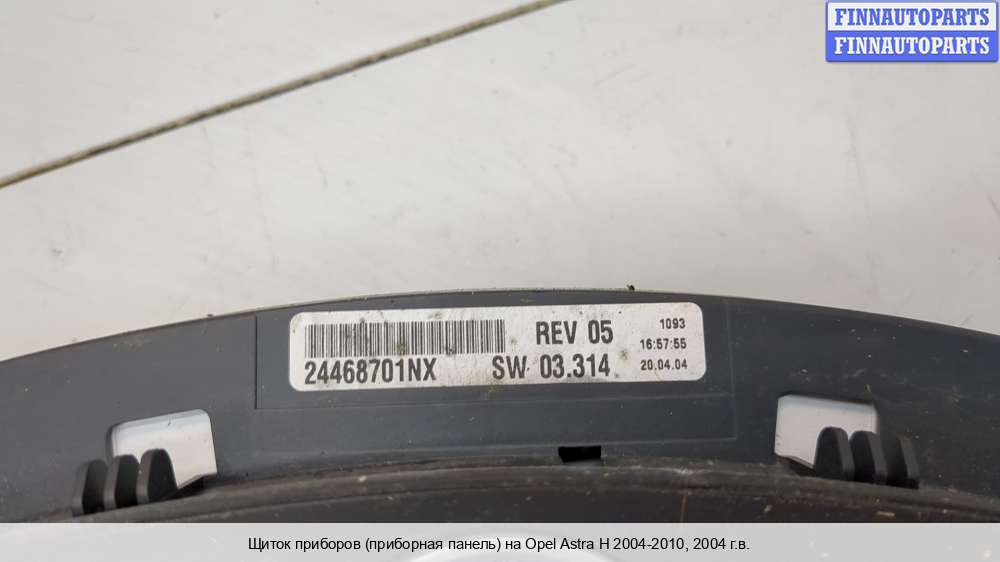 FINNAUTOPARTS
FINNAUTOPARTS
REV 05
1093
16:57:55
24468701NX
SW 03.314
20.04.04
Щиток приборов (приборная панель) на Opel Astra H 2004-2010, 2004 г.в.